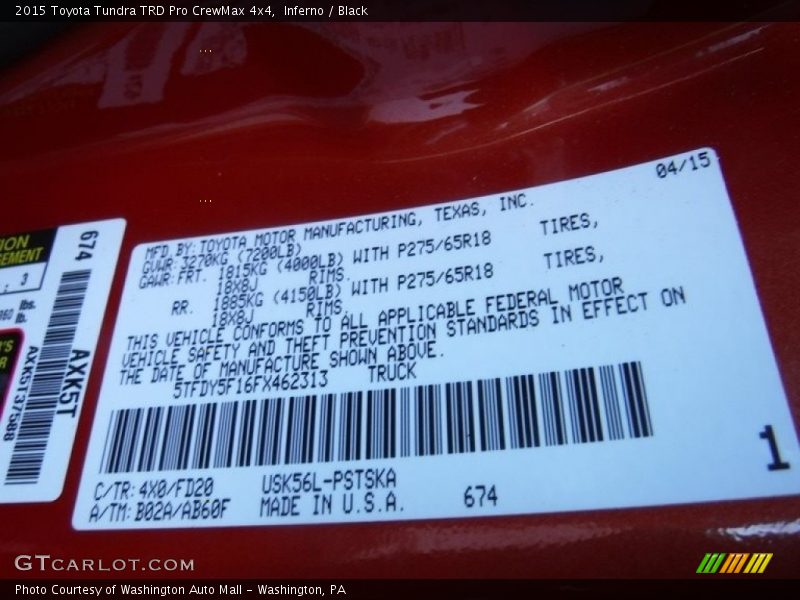 2015 Toyota Tundra TRD Pro CrewMax 4x4, Inferno / Black
04/15
MFD BY: TOYOTA MOTOR MANUFACTURING, TEXAS, INC.
GVWR: 3270KG (7200LB)
GAWR: FRT. 1815KG (4000LB) WITH P275/65R18 TIRES,
18X8J RIMS.
RR. 1885KG (4150LB) WITH P275/65R18 TIRES,
18X8J RIMS.
THIS VEHICLE CONFORMS TO ALL APPLICABLE FEDERAL MOTOR
VEHICLE SAFETY AND THEFT PREVENTION STANDARDS IN EFFECT ON
THE DATE OF MANUFACTURE SHOWN ABOVE.
5TFDY5F16FX462313 TRUCK
C/TR: 4X0/FD20 USK56L-PSTSKA
A/TM: B02A/AB60F MADE IN U.S.A. 674
1
674
AXK5T
AXK5T37588
3
lbs.
lb.
GTCARLOT.COM
Photo Courtesy of Washington Auto Mall - Washington, PA